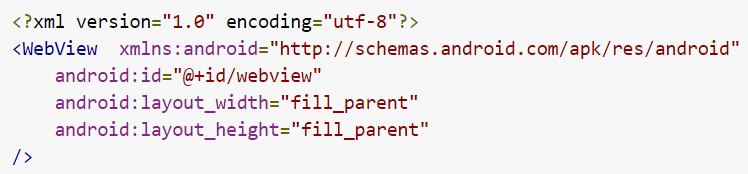 <?xml version="1.0" encoding="utf-8"?>
<WebView  xmlns:android="http://schemas.android.com/apk/res/android"
    android:id="@+id/webview"
    android:layout_width="fill_parent"
    android:layout_height="fill_parent"
/>